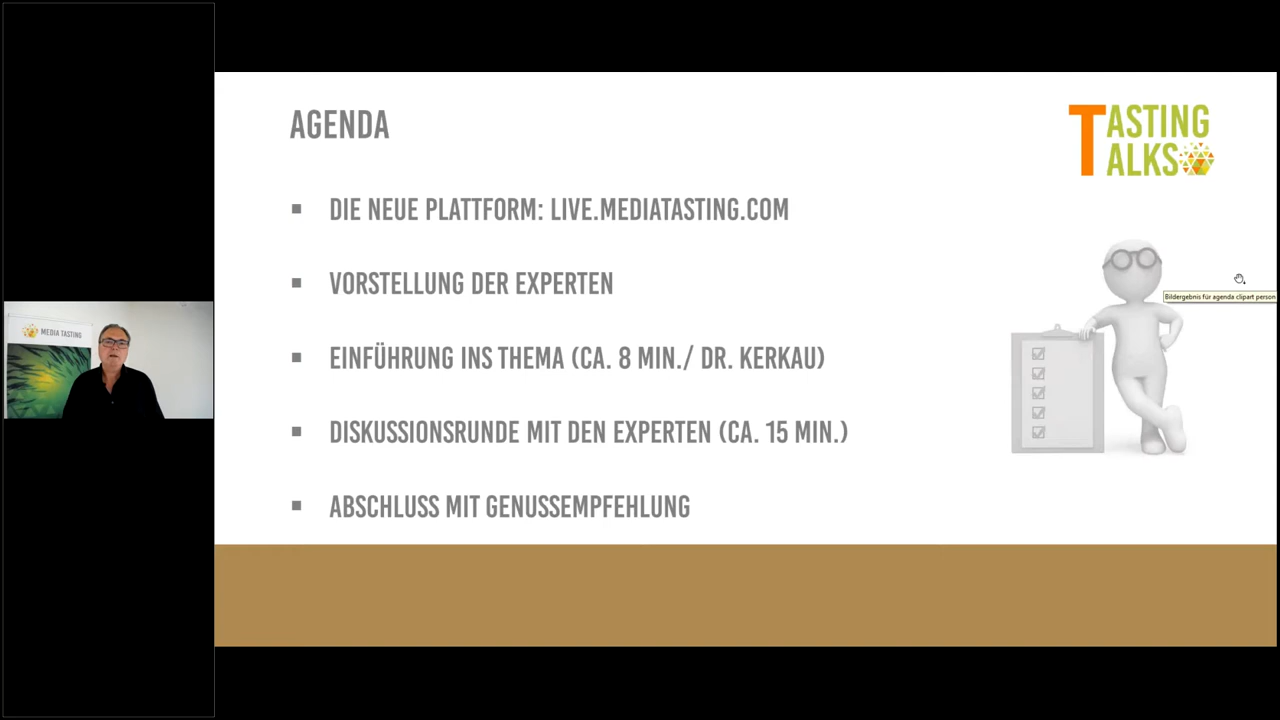 AGENDA
TASTING
TALKS
DIE NEUE PLATTFORM: LIVE.MEDIATASTING.COM
VORSTELLUNG DER EXPERTEN
Bildergebnis für agenda clipart person
MEDIA TASTING
EINFÜHRUNG INS THEMA (CA. 8 MIN./ DR. KERKAU)
DISKUSSIONSRUNDE MIT DEN EXPERTEN (CA. 15 MIN.)
ABSCHLUSS MIT GENUSSEMPFEHLUNG